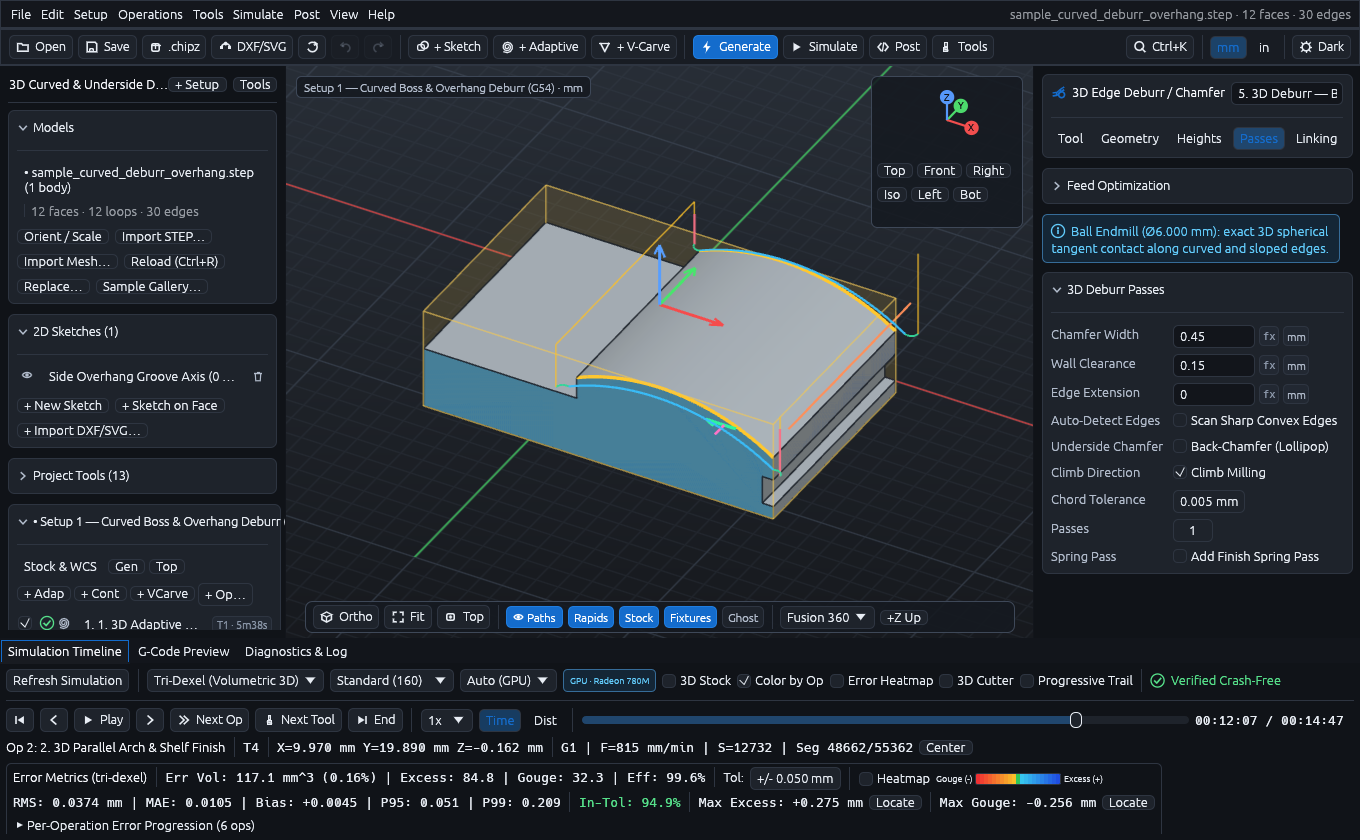 File Edit Setup Operations Tools Simulate Post View Help
sample_curved_deburr_overhang.step · 12 faces · 30 edges
Open Save .chipz DXF/SVG + Sketch + Adaptive + V-Carve Generate Simulate Post Tools Ctrl+K mm in Dark
3D Curved & Underside D... + Setup Tools
Models
• sample_curved_deburr_overhang.step
(1 body)
12 faces · 12 loops · 30 edges
Orient / Scale Import STEP...
Import Mesh... Reload (Ctrl+R)
Replace... Sample Gallery...
2D Sketches (1)
Side Overhang Groove Axis (0 ...
+ New Sketch + Sketch on Face
+ Import DXF/SVG...
Project Tools (13)
• Setup 1 — Curved Boss & Overhang Deburr
Stock & WCS Gen Top
+ Adap + Cont + VCarve + Op...
1. 1. 3D Adaptive ... T1 · 5m38s
Setup 1 — Curved Boss & Overhang Deburr (G54) · mm
Z
Y
X
Top Front Right
Iso Left Bot
Ortho Fit Top Paths Rapids Stock Fixtures Ghost Fusion 360 +Z Up
3D Edge Deburr / Chamfer 5. 3D Deburr — B
Tool Geometry Heights Passes Linking
Feed Optimization
Ball Endmill (Ø6.000 mm): exact 3D spherical
tangent contact along curved and sloped edges.
3D Deburr Passes
Chamfer Width 0.45 fx mm
Wall Clearance 0.15 fx mm
Edge Extension 0 fx mm
Auto-Detect Edges Scan Sharp Convex Edges
Underside Chamfer Back-Chamfer (Lollipop)
Climb Direction Climb Milling
Chord Tolerance 0.005 mm
Passes 1
Spring Pass Add Finish Spring Pass
Simulation Timeline G-Code Preview Diagnostics & Log
Refresh Simulation Tri-Dexel (Volumetric 3D) Standard (160) Auto (GPU) GPU · Radeon 780M 3D Stock Color by Op Error Heatmap 3D Cutter Progressive Trail Verified Crash-Free
Play Next Op Next Tool End 1x Time Dist 00:12:07 / 00:14:47
Op 2: 2. 3D Parallel Arch & Shelf Finish T4 X=9.970 mm Y=19.890 mm Z=-0.162 mm G1 | F=815 mm/min | S=12732 | Seg 48662/55362 Center
Error Metrics (tri-dexel) Err Vol: 117.1 mm^3 (0.16%) | Excess: 84.8 | Gouge: 32.3 | Eff: 99.6% Tol: +/- 0.050 mm Heatmap Gouge (-) Excess (+)
RMS: 0.0374 mm | MAE: 0.0105 | Bias: +0.0045 | P95: 0.051 | P99: 0.209 In-Tol: 94.9% Max Excess: +0.275 mm Locate Max Gouge: -0.256 mm Locate
Per-Operation Error Progression (6 ops)